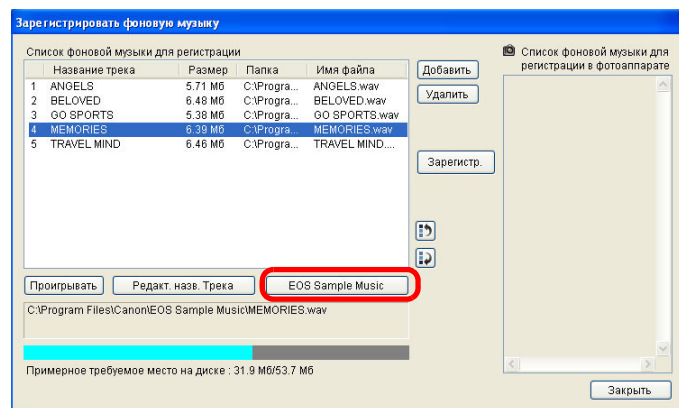 Зарегистрировать фоновую музыку
Список фоновой музыки для регистрации
Название трека Размер Папка Имя файла
1 ANGELS 5.71 Мб C:\Progra... ANGELS.wav
2 BELOVED 6.48 Мб C:\Progra... BELOVED.wav
3 GO SPORTS 5.38 Мб C:\Progra... GO SPORTS.wav
4 MEMORIES 6.39 Мб C:\Progra... MEMORIES.wav
5 TRAVEL MIND 6.46 Мб C:\Progra... TRAVEL MIND....
Добавить
Удалить
Зарегистр.
Проигрывать Редакт. назв. Трека EOS Sample Music
C:\Program Files\Canon\EOS Sample Music\MEMORIES.wav
Примерное требуемое место на диске : 31.9 Мб/53.7 Мб
Список фоновой музыки для
регистрации в фотоаппарате
Закрыть